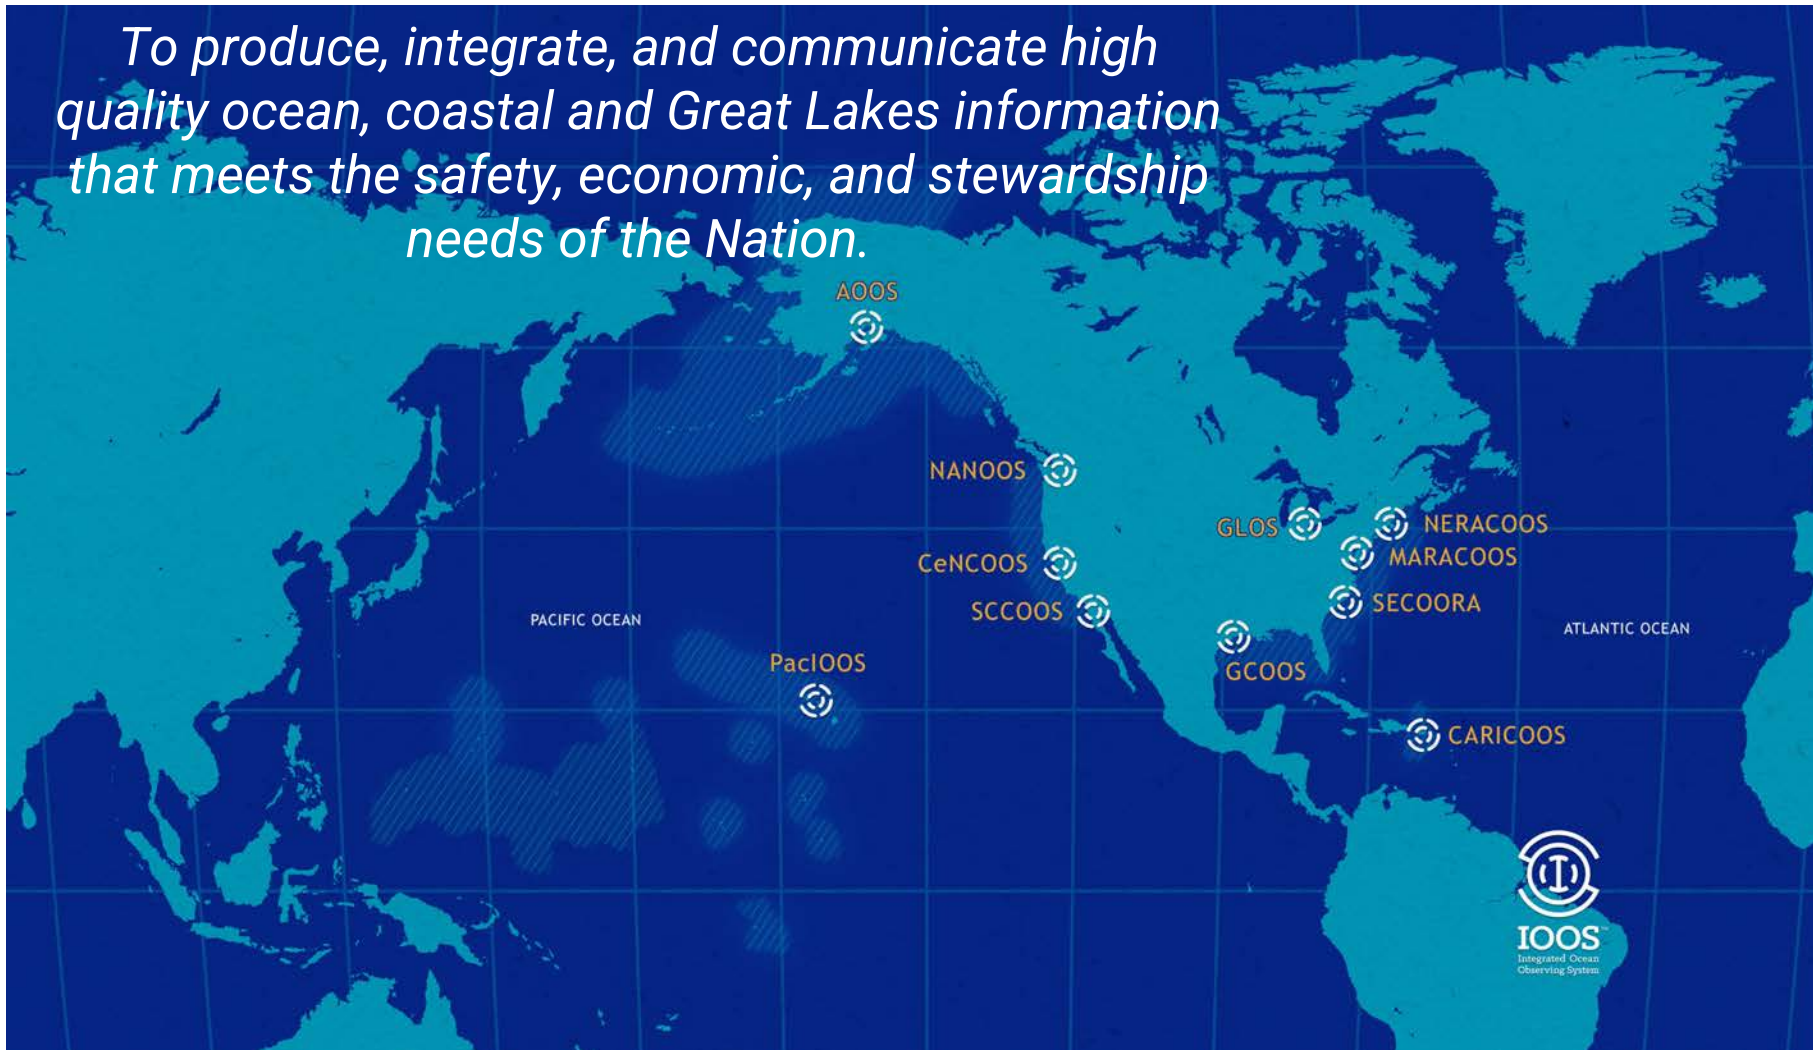 To produce, integrate, and communicate high
quality ocean, coastal and Great Lakes information
that meets the safety, economic, and stewardship
needs of the Nation.
AOOS
NANOOS
GLOS
NERACOOS
MARACOOS
CeNCOOS
SCCOOS
SECOORA
PACIFIC OCEAN
ATLANTIC OCEAN
PacIOOS
GCOOS
CARICOOS
IOOS™
Integrated Ocean
Observing System